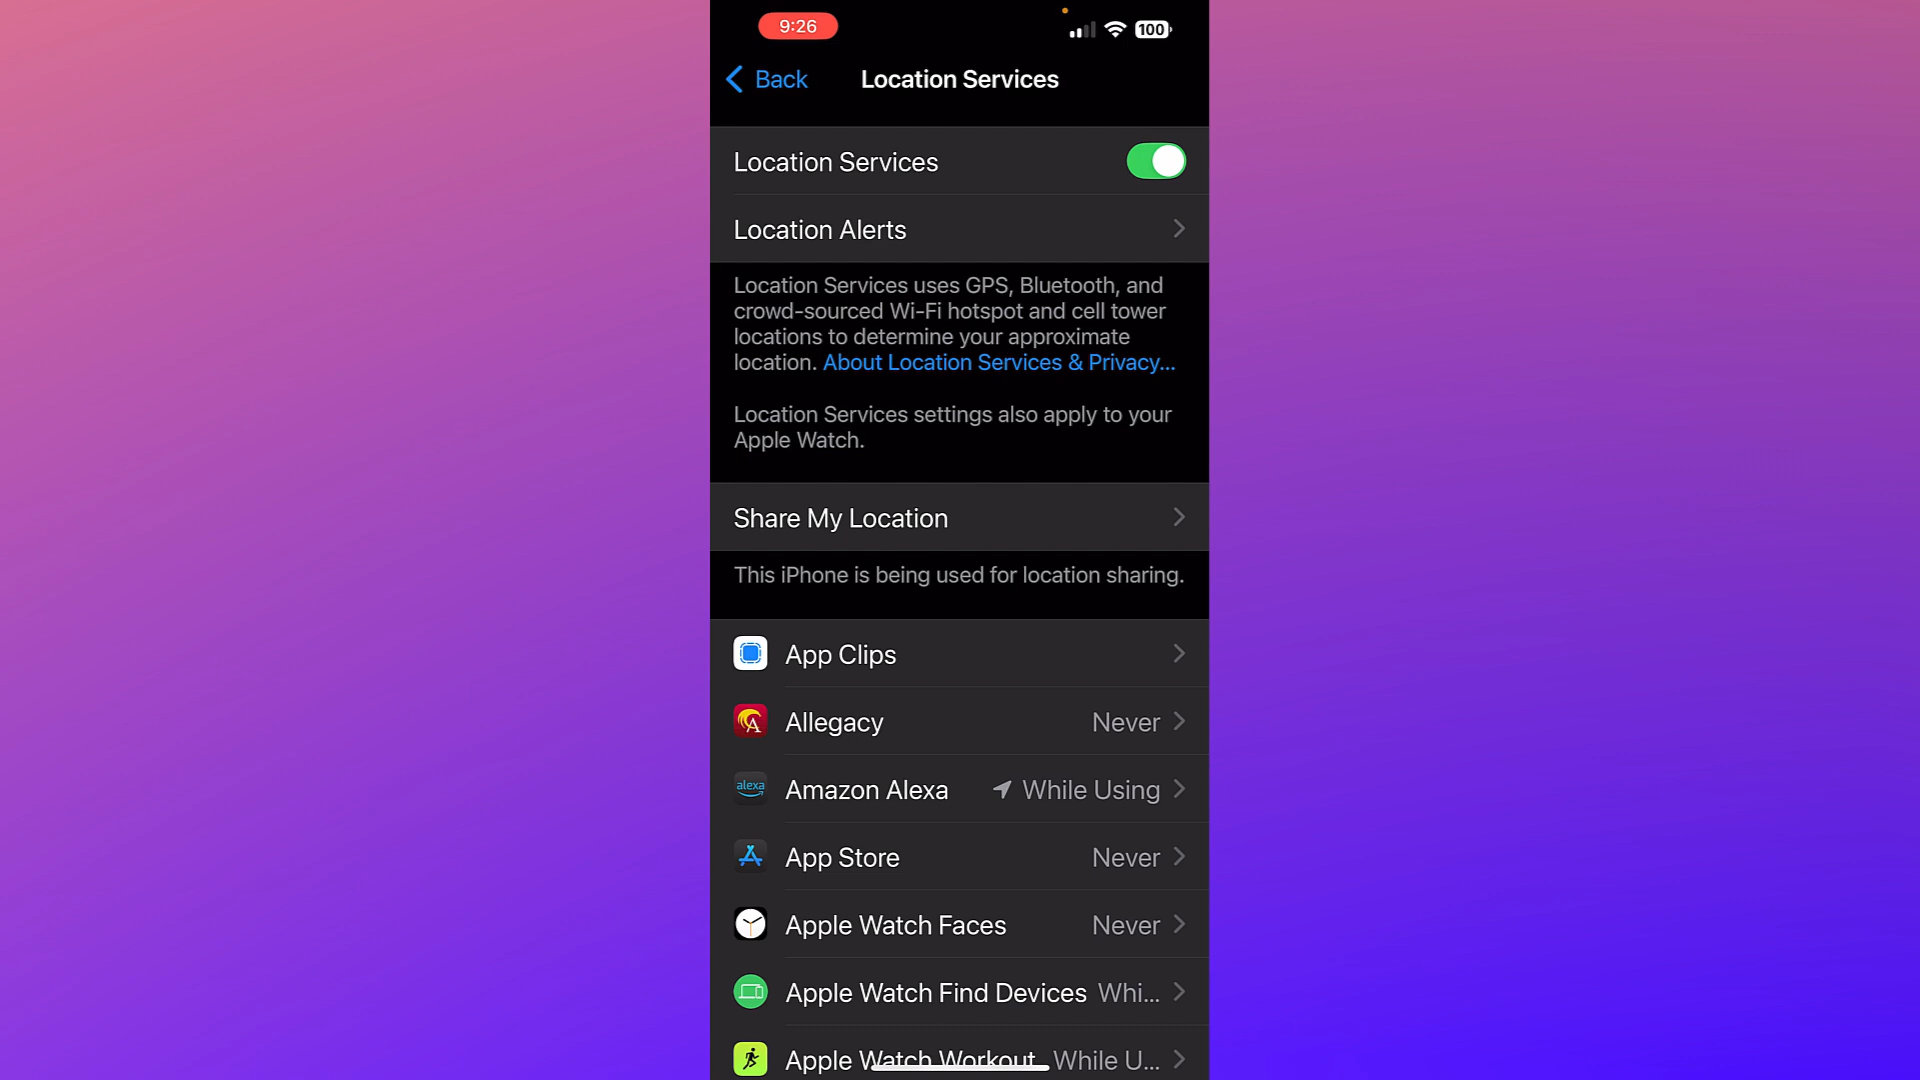 9:26
100
Back
Location Services
Location Services
Location Alerts
Location Services uses GPS, Bluetooth, and
crowd-sourced Wi-Fi hotspot and cell tower
locations to determine your approximate
location. About Location Services & Privacy...
Location Services settings also apply to your
Apple Watch.
Share My Location
This iPhone is being used for location sharing.
App Clips
Allegacy Never
alexa Amazon Alexa While Using
App Store Never
Apple Watch Faces Never
Apple Watch Find Devices Whi...
Apple Watch Workout While U...